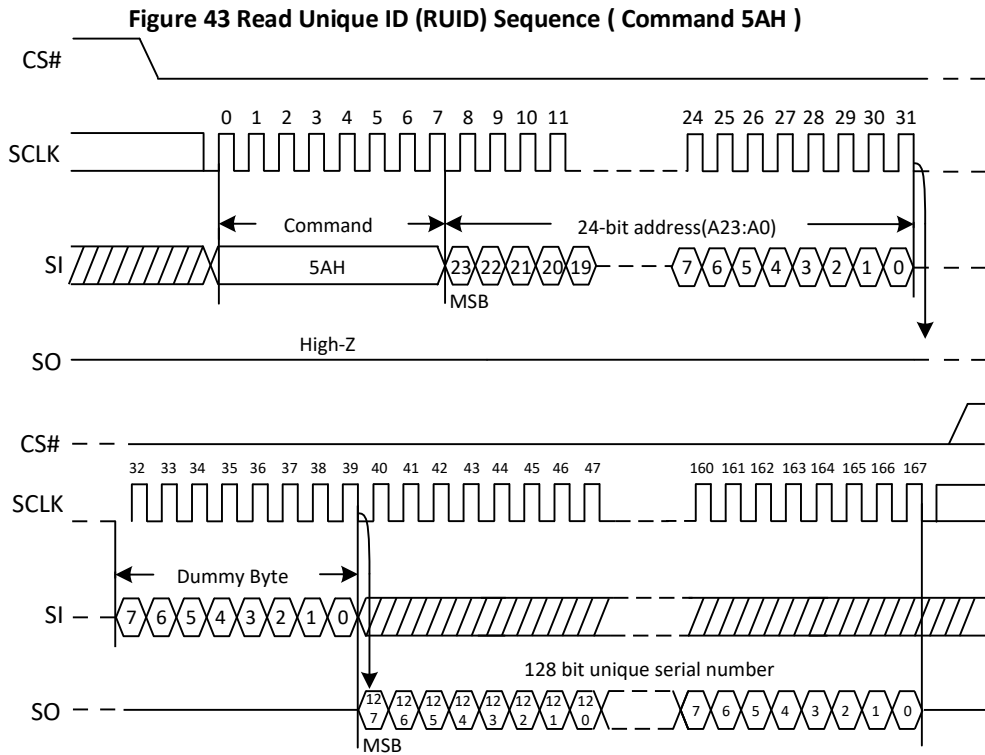 Figure 43 Read Unique ID (RUID) Sequence ( Command 5AH )
CS#
0 1 2 3 4 5 6 7 8 9 10 11 24 25 26 27 28 29 30 31
SCLK
Command 24-bit address(A23:A0)
SI 5AH 23 22 21 20 19 7 6 5 4 3 2 1 0
MSB
High-Z
SO
CS#
32 33 34 35 36 37 38 39 40 41 42 43 44 45 46 47 160 161 162 163 164 165 166 167
SCLK
Dummy Byte
SI 7 6 5 4 3 2 1 0
128 bit unique serial number
SO 127 126 125 124 123 122 121 120 7 6 5 4 3 2 1 0
MSB